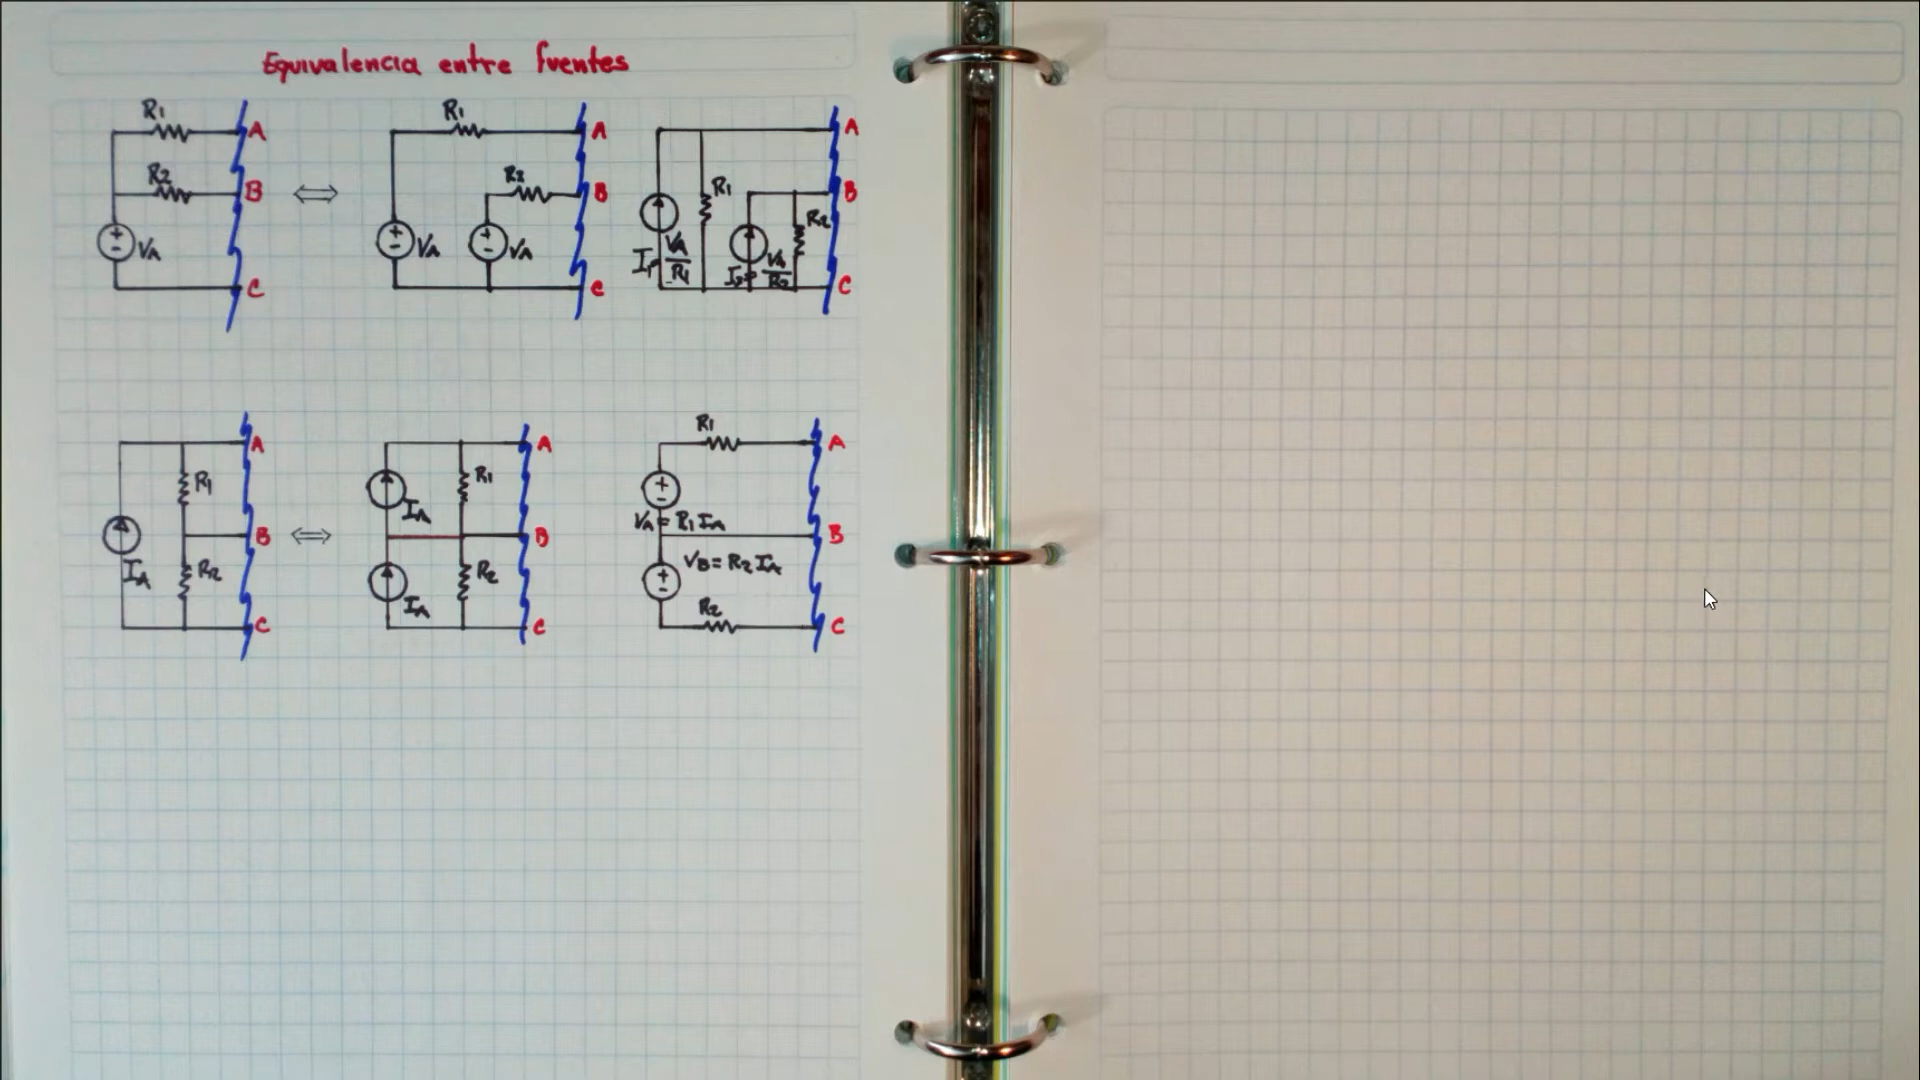 Equivalencia entre fuentes
R1 A
R2 B
VA
C
R1 A
R2 B
VA VA
C
A
R1 B
R2
I1= VA/R1
I2= VA/R2
C
A
R1
B
IA R2
C
A
R1
IA
B
R2
IA
C
R1 A
VA = R1 IA
B
VB = R2 IA
R2 C